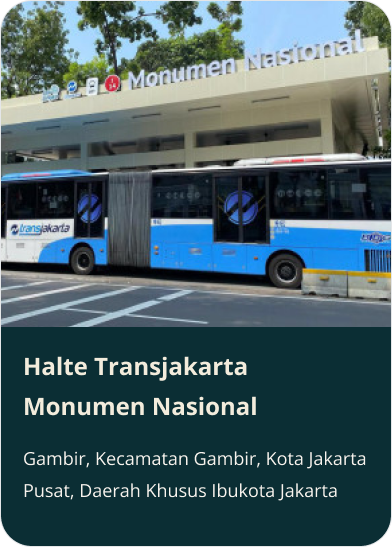 Monumen Nasional
transjakarta
Halte Transjakarta
Monumen Nasional
Gambir, Kecamatan Gambir, Kota Jakarta
Pusat, Daerah Khusus Ibukota Jakarta